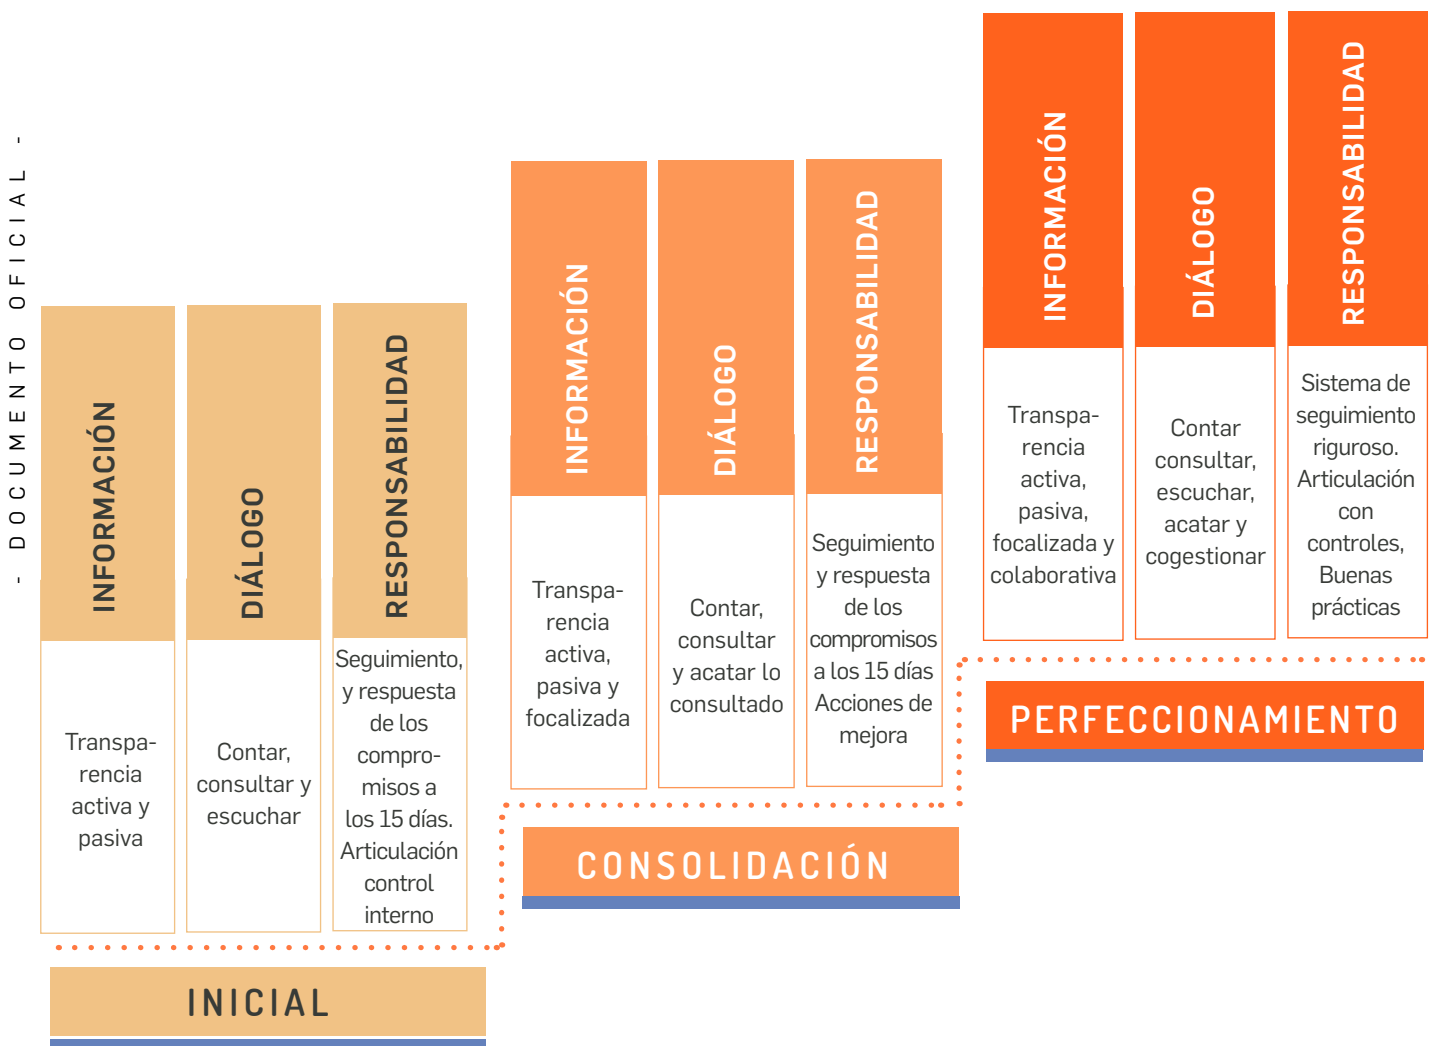 - DOCUMENTO OFICIAL -
INFORMACIÓN
Transpa-
rencia
activa y
pasiva
DIÁLOGO
Contar,
consultar y
escuchar
RESPONSABILIDAD
Seguimiento,
y respuesta
de los
compro-
misos a
los 15 días.
Articulación
control
interno
INICIAL
INFORMACIÓN
Transpa-
rencia
activa,
pasiva y
focalizada
DIÁLOGO
Contar,
consultar
y acatar lo
consultado
RESPONSABILIDAD
Seguimiento
y respuesta
de los
compromisos
a los 15 días
Acciones de
mejora
CONSOLIDACIÓN
INFORMACIÓN
Transpa-
rencia
activa,
pasiva,
focalizada y
colaborativa
DIÁLOGO
Contar
consultar,
escuchar,
acatar y
cogestionar
RESPONSABILIDAD
Sistema de
seguimiento
riguroso.
Articulación
con
controles,
Buenas
prácticas
PERFECCIONAMIENTO